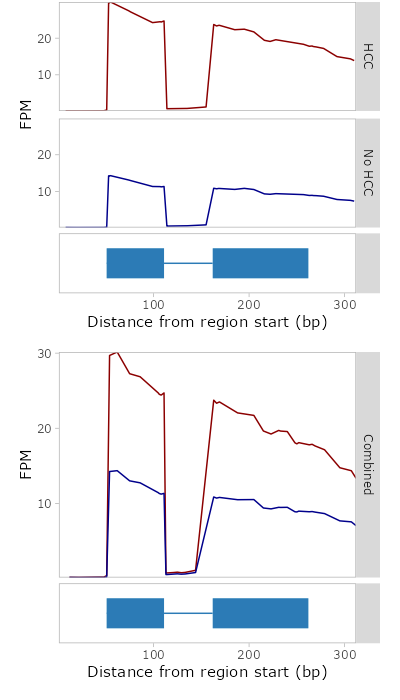 20
10
HCC
FPM
20
10
No HCC
100 200 300
Distance from region start (bp)
30
20
10
FPM
Combined
100 200 300
Distance from region start (bp)